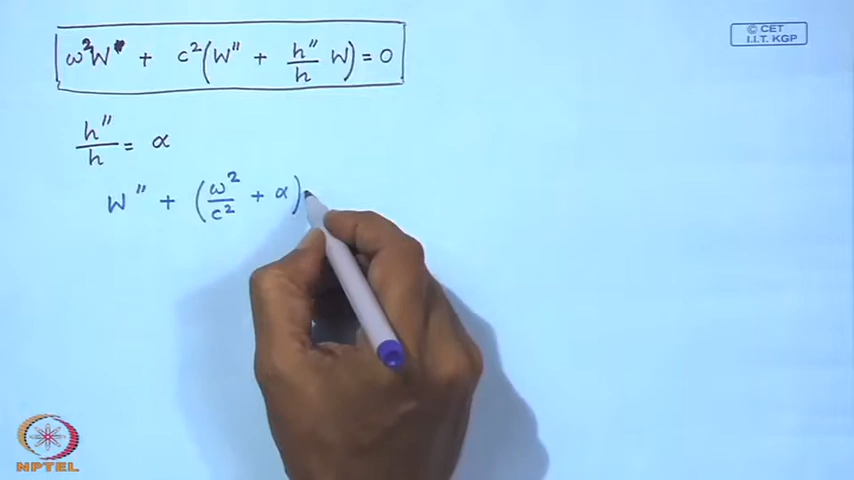 ω²W + c²(W'' + h''/h W) = 0
© CET
I.I.T. KGP
h''/h = α
W'' + (ω²/c² + α)
NPTEL